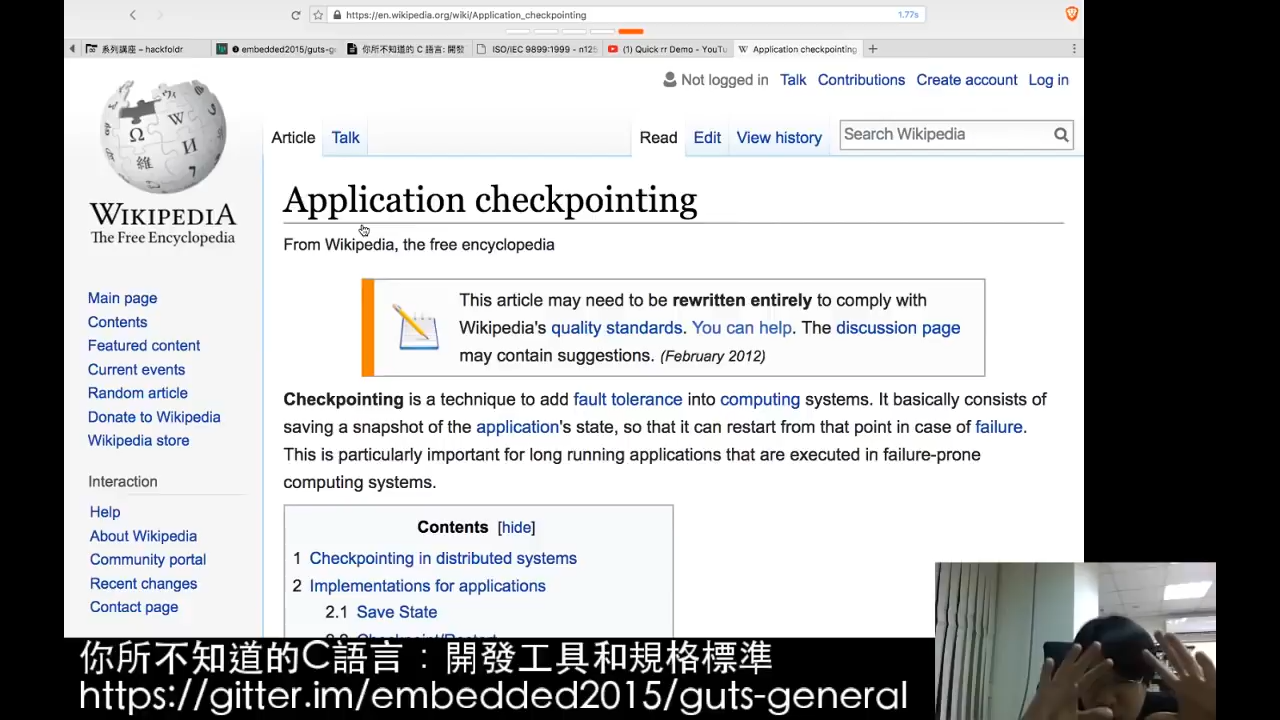 https://en.wikipedia.org/wiki/Application_checkpointing
1.77s
系列講座 – hackfoldr
embedded2015/guts-g
你所不知道的 C 語言: 開發
ISO/IEC 9899:1999 - n125
(1) Quick rr Demo - YouTu
Application checkpointing
Not logged in Talk Contributions Create account Log in
Article Talk
Read Edit View history
Search Wikipedia
WIKIPEDIA
The Free Encyclopedia
Application checkpointing
From Wikipedia, the free encyclopedia
This article may need to be rewritten entirely to comply with
Wikipedia's quality standards. You can help. The discussion page
may contain suggestions. (February 2012)
Main page
Contents
Featured content
Current events
Random article
Donate to Wikipedia
Wikipedia store
Interaction
Help
About Wikipedia
Community portal
Recent changes
Contact page
Checkpointing is a technique to add fault tolerance into computing systems. It basically consists of
saving a snapshot of the application's state, so that it can restart from that point in case of failure.
This is particularly important for long running applications that are executed in failure-prone
computing systems.
Contents [hide]
1 Checkpointing in distributed systems
2 Implementations for applications
2.1 Save State
2.2 Checkpoint/Restart
你所不知道的C語言：開發工具和規格標準
https://gitter.im/embedded2015/guts-general